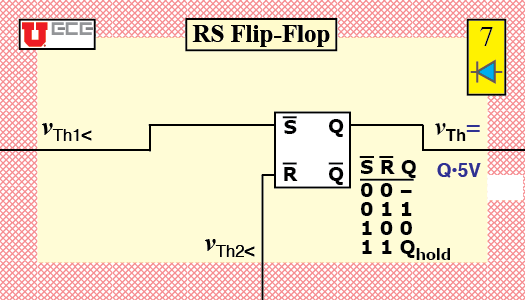 U ECE
RS Flip-Flop
7
vTh1<
S̅ Q
vTh=
R̅ Q̅
Q•5V
S̅ R̅ Q
0 0 –
0 1 1
1 0 0
1 1 Qhold
vTh2<